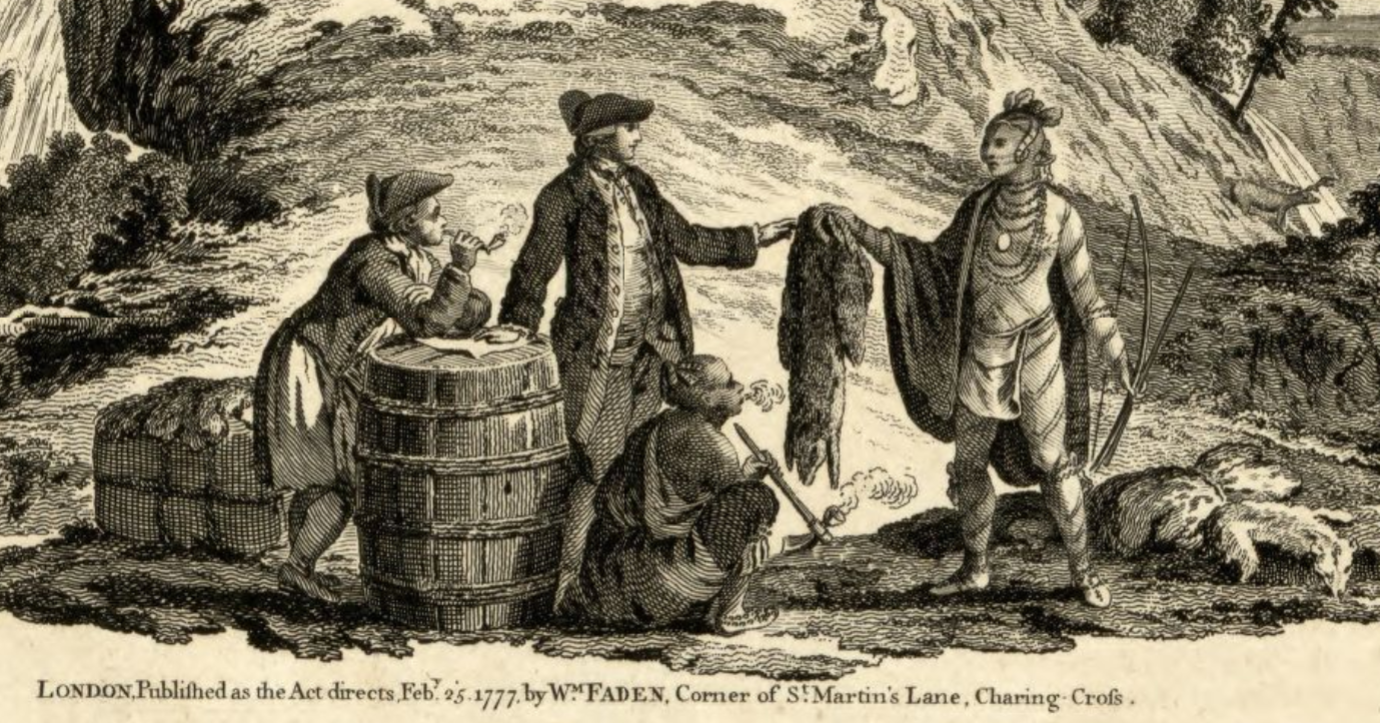 LONDON, Publiſhed as the Act directs, Feb.ʸ 25. 1777. by Wᴹ. FADEN, Corner of Sᵗ. Martin's Lane, Charing-Croſs.